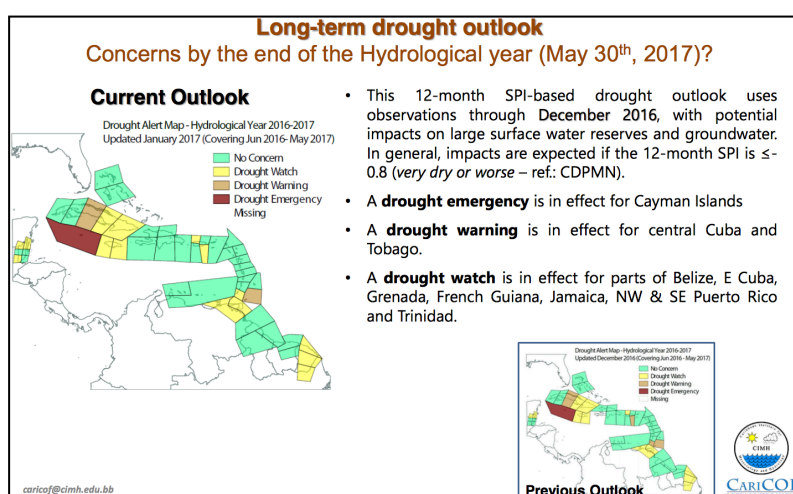 Long-term drought outlook
Concerns by the end of the Hydrological year (May 30th, 2017)?
Current Outlook
Drought Alert Map - Hydrological Year 2016-2017
Updated January 2017 (Covering Jun 2016- May 2017)
No Concern
Drought Watch
Drought Warning
Drought Emergency
Missing
• This 12-month SPI-based drought outlook uses
observations through December 2016, with potential
impacts on large surface water reserves and groundwater.
In general, impacts are expected if the 12-month SPI is ≤-
0.8 (very dry or worse – ref.: CDPMN).
• A drought emergency is in effect for Cayman Islands
• A drought warning is in effect for central Cuba and
Tobago.
• A drought watch is in effect for parts of Belize, E Cuba,
Grenada, French Guiana, Jamaica, NW & SE Puerto Rico
and Trinidad.
Drought Alert Map - Hydrological Year 2016-2017
Updated December 2016 (Covering Jun 2016 - May 2017)
No Concern
Drought Watch
Drought Warning
Drought Emergency
Missing
Previous Outlook
CIMH
CARICOF
caricof@cimh.edu.bb